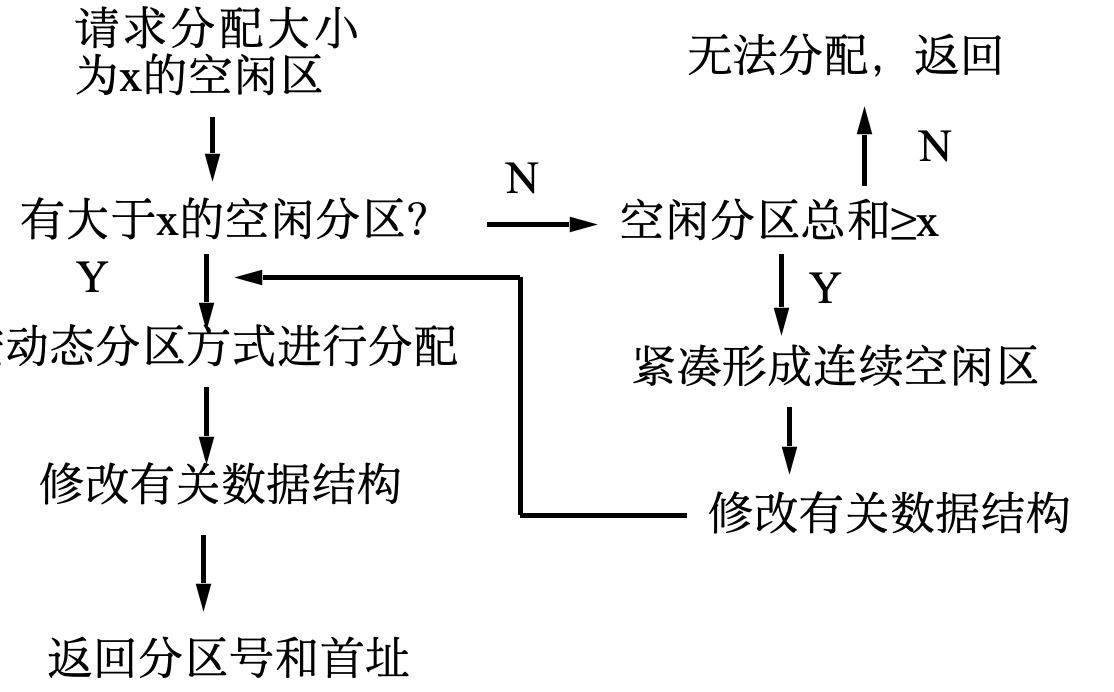 请求分配大小
为x的空闲区
无法分配，返回
N
N
有大于x的空闲分区?
空闲分区总和≥x
Y
Y
动态分区方式进行分配
紧凑形成连续空闲区
修改有关数据结构
修改有关数据结构
返回分区号和首址